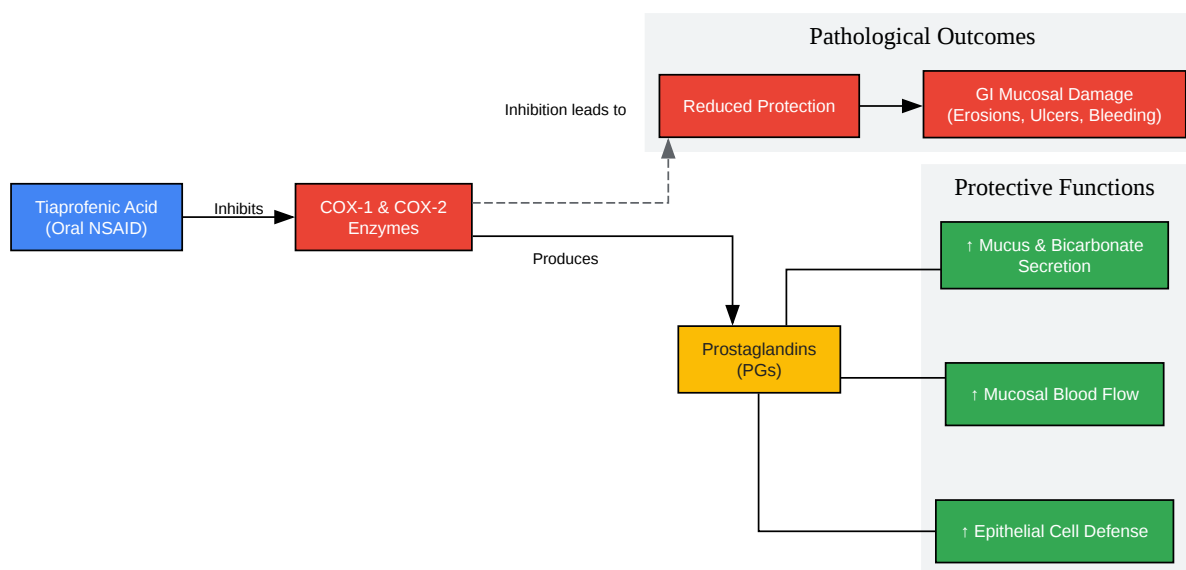 Pathological Outcomes
Reduced Protection
GI Mucosal Damage
(Erosions, Ulcers, Bleeding)
Inhibition leads to
Tiaprofenic Acid
(Oral NSAID)
Inhibits
COX-1 & COX-2
Enzymes
Produces
Protective Functions
↑ Mucus & Bicarbonate
Secretion
Prostaglandins
(PGs)
↑ Mucosal Blood Flow
↑ Epithelial Cell Defense